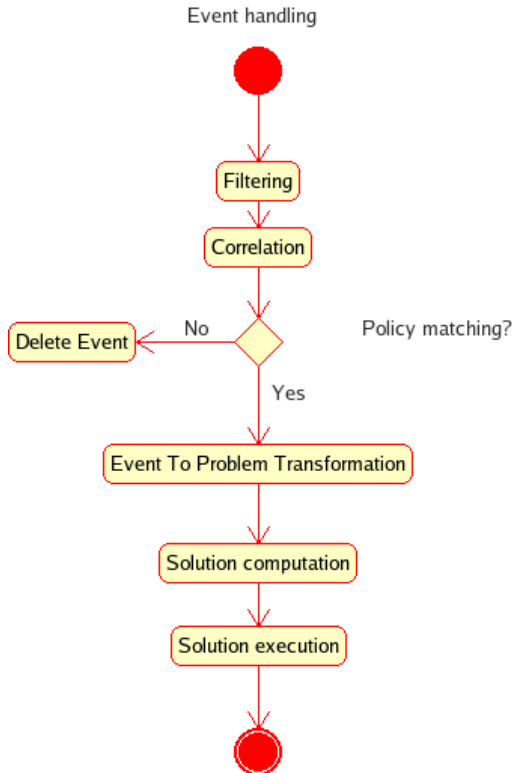 Event handling
Filtering
Correlation
No
Policy matching?
Delete Event
Yes
Event To Problem Transformation
Solution computation
Solution execution